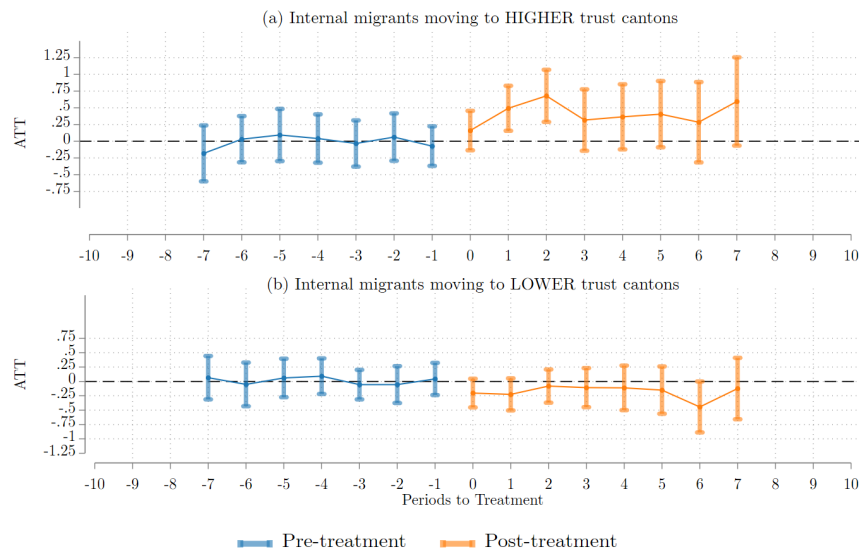 (a) Internal migrants moving to HIGHER trust cantons
1.25
1
.75
.5
.25
0
-.25
-.5
-.75
ATT
-10 -9 -8 -7 -6 -5 -4 -3 -2 -1 0 1 2 3 4 5 6 7 8 9 10
(b) Internal migrants moving to LOWER trust cantons
.75
.5
.25
0
-.25
-.5
-.75
-1
-1.25
ATT
-10 -9 -8 -7 -6 -5 -4 -3 -2 -1 0 1 2 3 4 5 6 7 8 9 10
Periods to Treatment
Pre-treatment Post-treatment